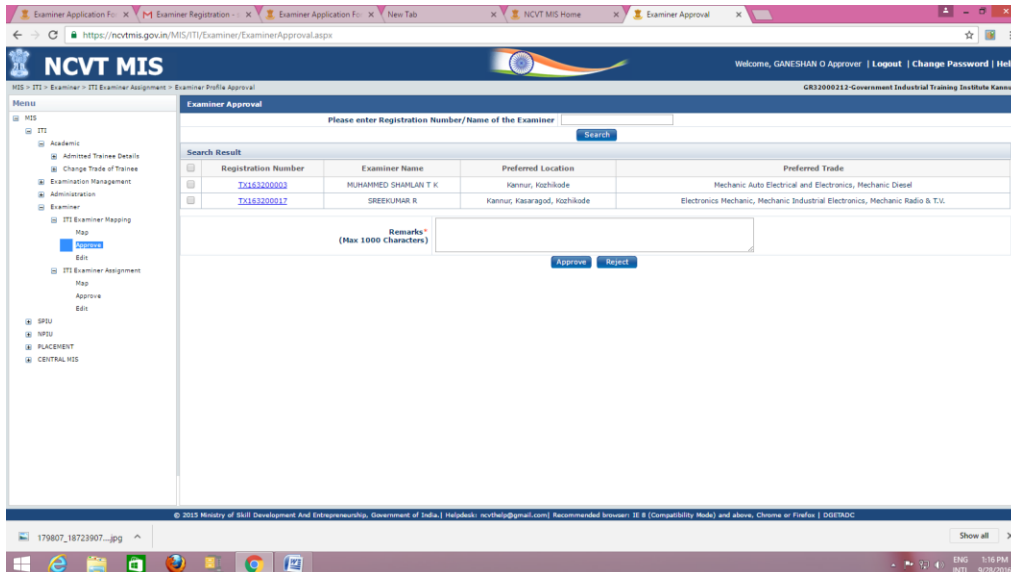 Examiner Application Fo
Examiner Registration -
Examiner Application Fo
New Tab
NCVT MIS Home
Examiner Approval
https://ncvtmis.gov.in/MIS/ITI/Examiner/ExaminerApproval.aspx
NCVT MIS
Welcome, GANESHAN O Approver | Logout | Change Password | Hel
MIS > ITI > Examiner > ITI Examiner Assignment > Examiner Profile Approval
GR32000212-Government Industrial Training Institute Kannu
Menu
MIS
ITI
Academic
Admitted Trainee Details
Change Trade of Trainee
Examination Management
Administration
Examiner
ITI Examiner Mapping
Map
Approve
Edit
ITI Examiner Assignment
Map
Approve
Edit
SPIU
NPIU
PLACEMENT
CENTRAL MIS
Examiner Approval
Please enter Registration Number/Name of the Examiner
Search
Search Result
Registration Number Examiner Name Preferred Location Preferred Trade
TX163200003 MUHAMMED SHAMLAN T K Kannur, Kozhikode Mechanic Auto Electrical and Electronics, Mechanic Diesel
TX163200017 SREEKUMAR R Kannur, Kasaragod, Kozhikode Electronics Mechanic, Mechanic Industrial Electronics, Mechanic Radio & T.V.
Remarks*
(Max 1000 Characters)
Approve Reject
© 2015 Ministry of Skill Development And Entrepreneurship, Government of India.| Helpdesk: ncvthelp@gmail.com| Recommended browser: IE 8 (Compatibility Mode) and above, Chrome or Firefox | DGETADC
179807_18723907....jpg
Show all
ENG 1:16 PM
INTL 9/28/2016